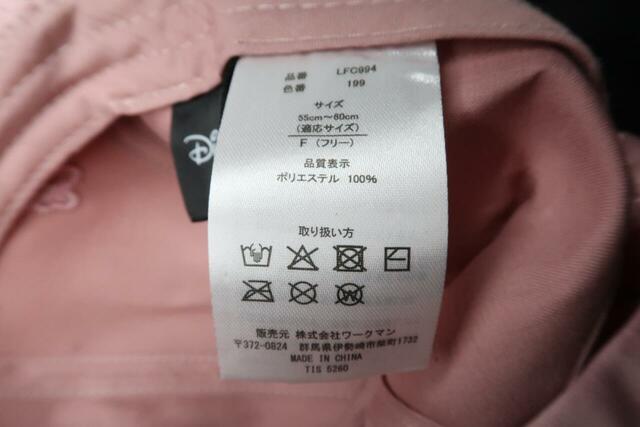 品番 LFC994
色番 199
サイズ
55cm～60cm
(適応サイズ)
F (フリー)
品質表示
ポリエステル 100%
取り扱い方
販売元 株式会社ワークマン
〒372-0824 群馬県伊勢崎市柴町1732
MADE IN CHINA
TIS 5260